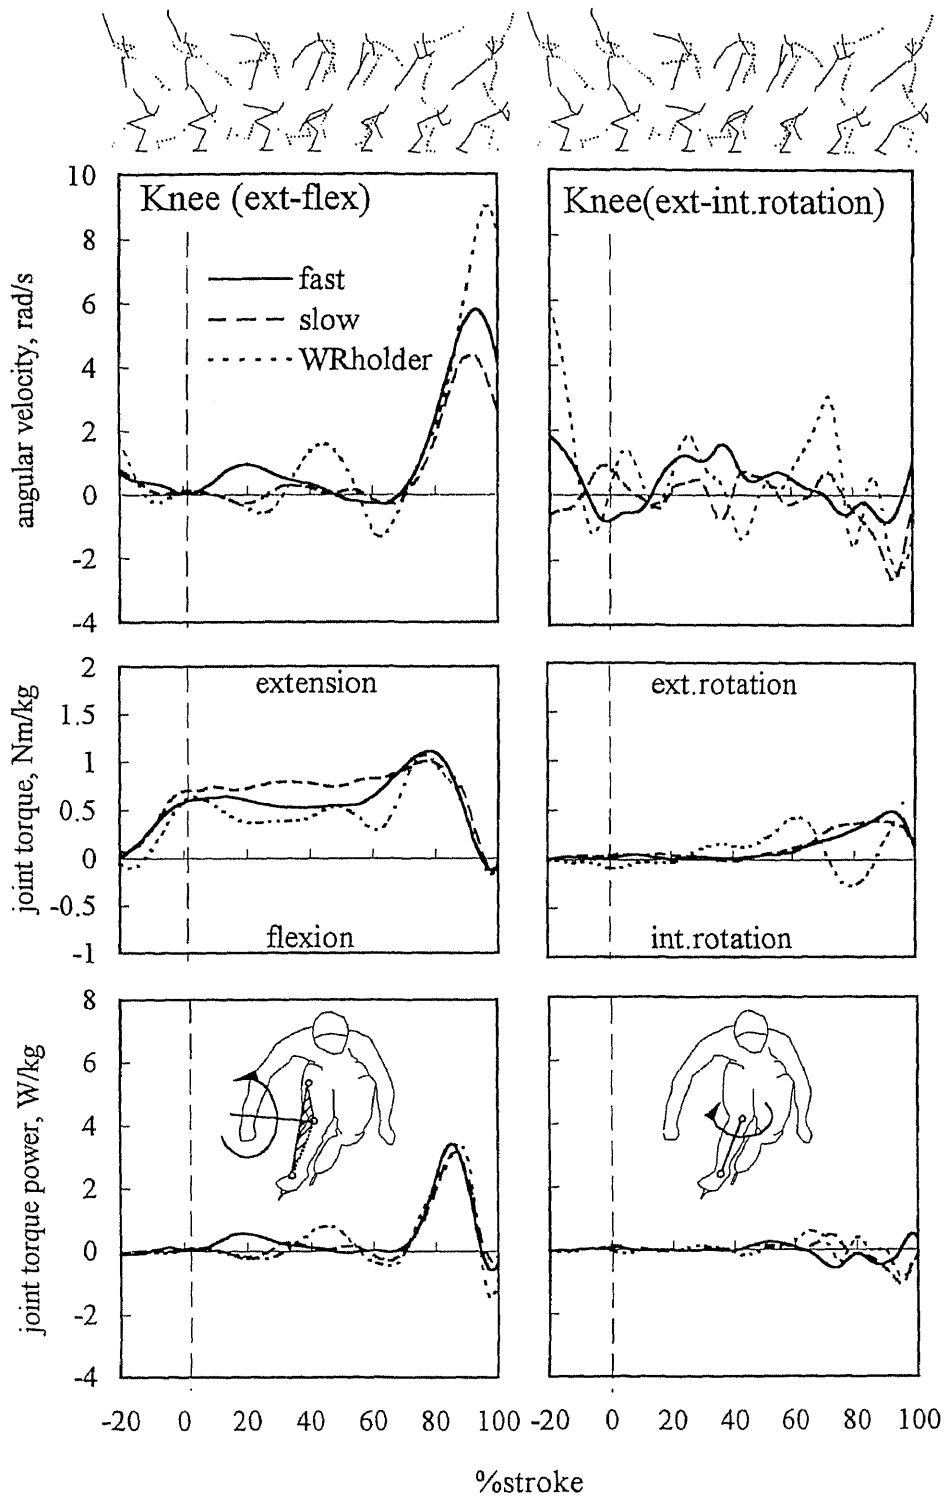 Knee (ext-flex)
Knee(ext-int.rotation)
10
8
6
4
2
0
-2
-4
angular velocity, rad/s
fast
slow
WRholder
2
1.5
1
0.5
0
-0.5
-1
joint torque, Nm/kg
extension
flexion
ext.rotation
int.rotation
8
6
4
2
0
-2
-4
joint torque power, W/kg
-20 0 20 40 60 80 100
-20 0 20 40 60 80 100
%stroke